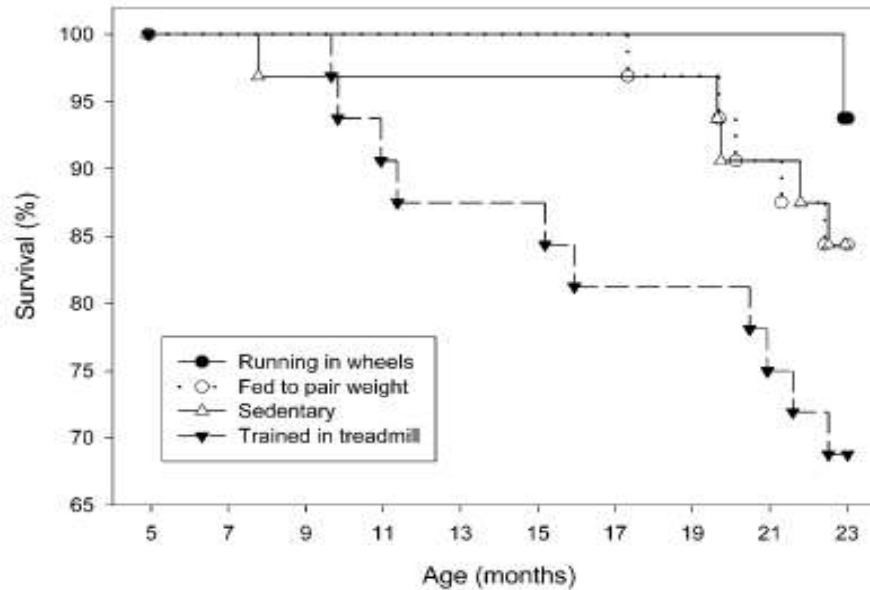 100
95
90
85
80
75
70
65
Survival (%)
Running in wheels
Fed to pair weight
Sedentary
Trained in treadmill
5 7 9 11 13 15 17 19 21 23
Age (months)